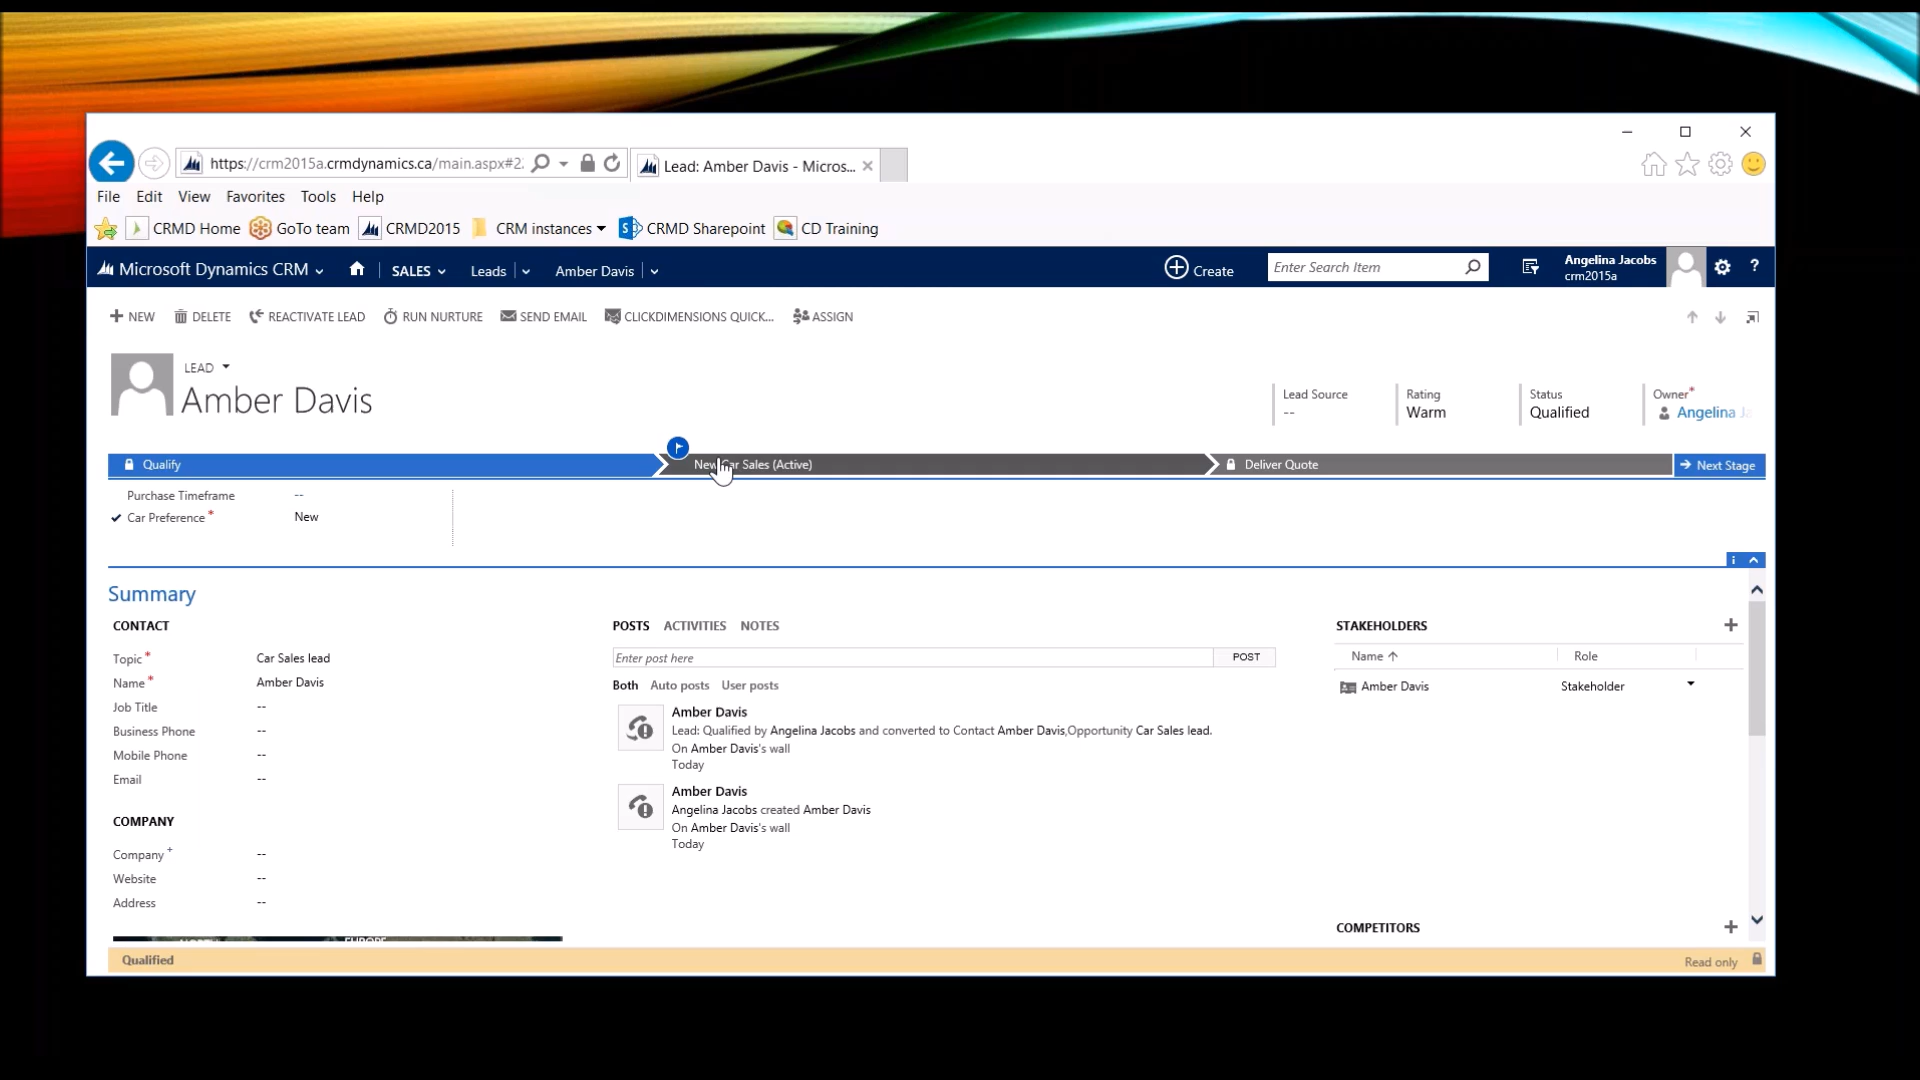 https://crm2015a.crmdynamics.ca/main.aspx#2
Lead: Amber Davis - Micros...
File Edit View Favorites Tools Help
CRMD Home GoTo team CRMD2015 CRM instances CRMD Sharepoint CD Training
Microsoft Dynamics CRM SALES Leads Amber Davis Create Enter Search Item Angelina Jacobs
crm2015a
?
NEW DELETE REACTIVATE LEAD RUN NURTURE SEND EMAIL CLICKDIMENSIONS QUICK... ASSIGN
LEAD
Amber Davis
Lead Source Rating Status Owner*
-- Warm Qualified Angelina
Qualify New Car Sales (Active) Deliver Quote Next Stage
Purchase Timeframe --
Car Preference * New
Summary
CONTACT
Topic * Car Sales lead
Name * Amber Davis
Job Title --
Business Phone --
Mobile Phone --
Email --
COMPANY
Company + --
Website --
Address --
POSTS ACTIVITIES NOTES
Enter post here POST
Both Auto posts User posts
Amber Davis
Lead: Qualified by Angelina Jacobs and converted to Contact Amber Davis,Opportunity Car Sales lead.
On Amber Davis's wall
Today
Amber Davis
Angelina Jacobs created Amber Davis
On Amber Davis's wall
Today
STAKEHOLDERS
Name Role
Amber Davis Stakeholder
COMPETITORS
Qualified Read only